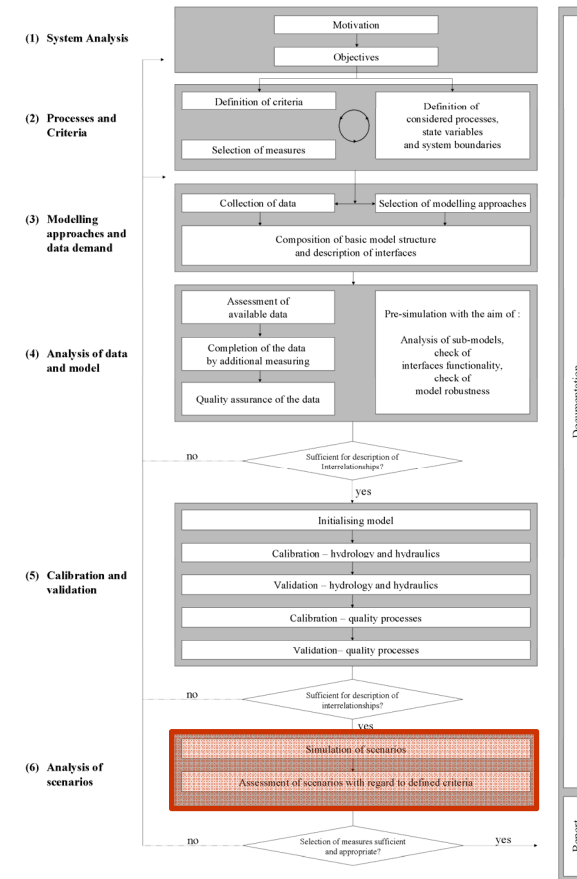 Motivation
(1) System Analysis
Objectives
Definition of criteria
Definition of
considered processes,
state variables
and system boundaries
(2) Processes and
Criteria
Selection of measures
Collection of data
Selection of modelling approaches
(3) Modelling
approaches and
data demand
Composition of basic model structure
and description of interfaces
Assessment of
available data
Pre-simulation with the aim of :
Analysis of sub-models,
check of
interfaces functionality,
check of
model robustness
(4) Analysis of data
and model
Completion of the data
by additional measuring
Quality assurance of the data
Documentation
no
Sufficient for description of
Interrelationships?
yes
Initialising model
Calibration – hydrology and hydraulics
(5) Calibration and
validation
Validation – hydrology and hydraulics
Calibration – quality processes
Validation– quality processes
no
Sufficient for description of
interrelationships?
yes
Simulation of scenarios
(6) Analysis of
scenarios
Assessment of scenarios with regard to defined criteria
no
Selection of measures sufficient
and appropriate?
yes
Report